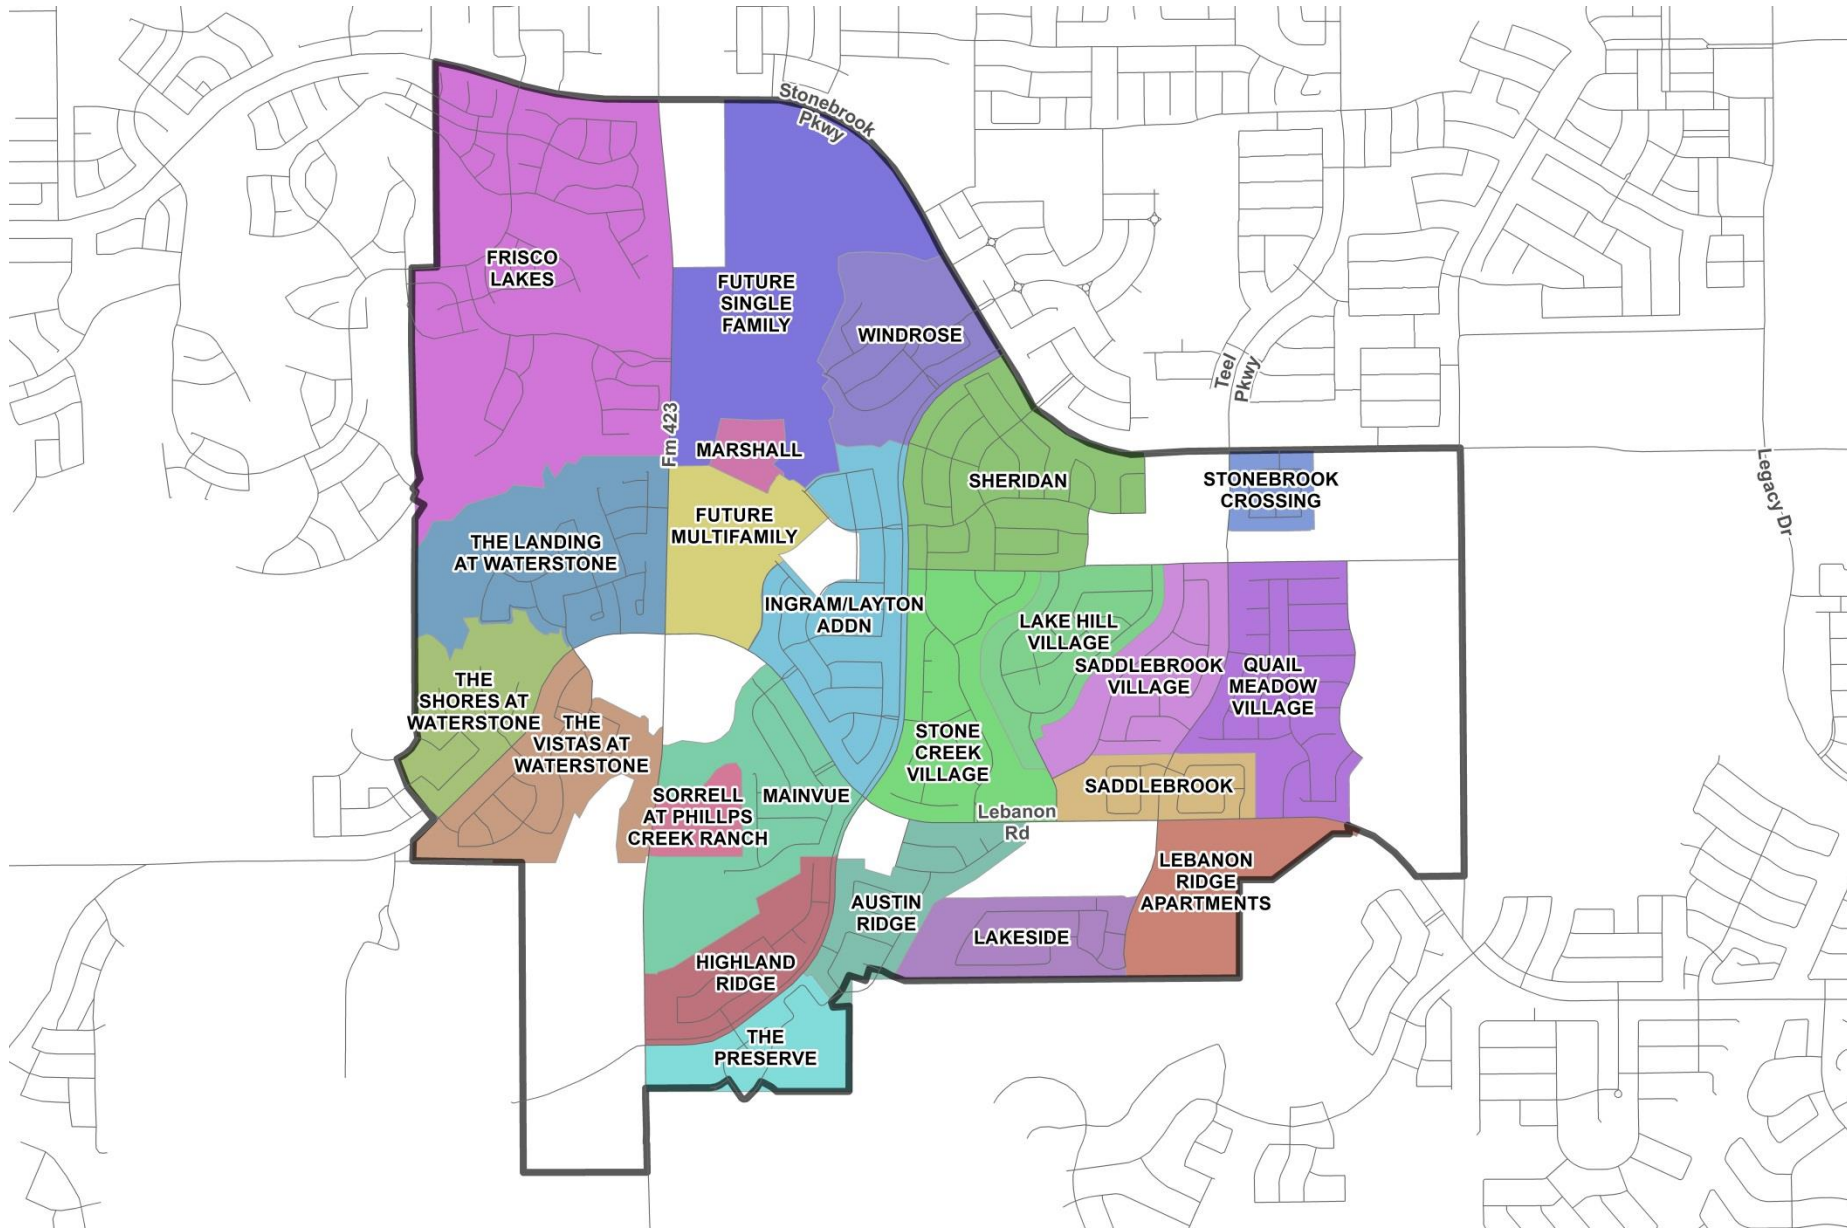 Stonebrook
Pkwy
FRISCO
LAKES
FUTURE
SINGLE
FAMILY
WINDROSE
Teel
Pkwy
Fm 423
MARSHALL
SHERIDAN
STONEBROOK
CROSSING
Legacy Dr
THE LANDING
AT WATERSTONE
FUTURE
MULTIFAMILY
INGRAM/LAYTON
ADDN
LAKE HILL
VILLAGE
SADDLEBROOK
VILLAGE
QUAIL
MEADOW
VILLAGE
THE
SHORES AT
WATERSTONE
THE
VISTAS AT
WATERSTONE
STONE
CREEK
VILLAGE
SADDLEBROOK
SORRELL
AT PHILLPS
CREEK RANCH
MAINVUE
Lebanon
Rd
LEBANON
RIDGE
APARTMENTS
AUSTIN
RIDGE
LAKESIDE
HIGHLAND
RIDGE
THE
PRESERVE